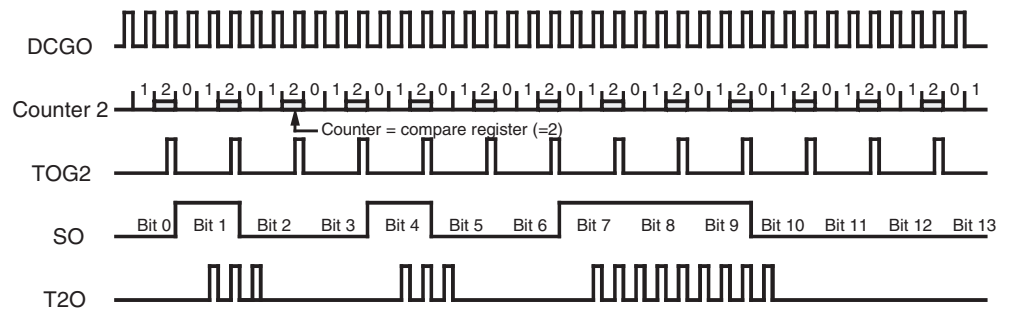 DCGO
1 2 0 1 2 0 1 2 0 1 2 0 1 2 0 1 2 0 1 2 0 1 2 0 1 2 0 1 2 0 1 2 0 1 2 0 1 2 0 1
Counter 2
Counter = compare register (=2)
TOG2
SO Bit 0 Bit 1 Bit 2 Bit 3 Bit 4 Bit 5 Bit 6 Bit 7 Bit 8 Bit 9 Bit 10 Bit 11 Bit 12 Bit 13
T2O